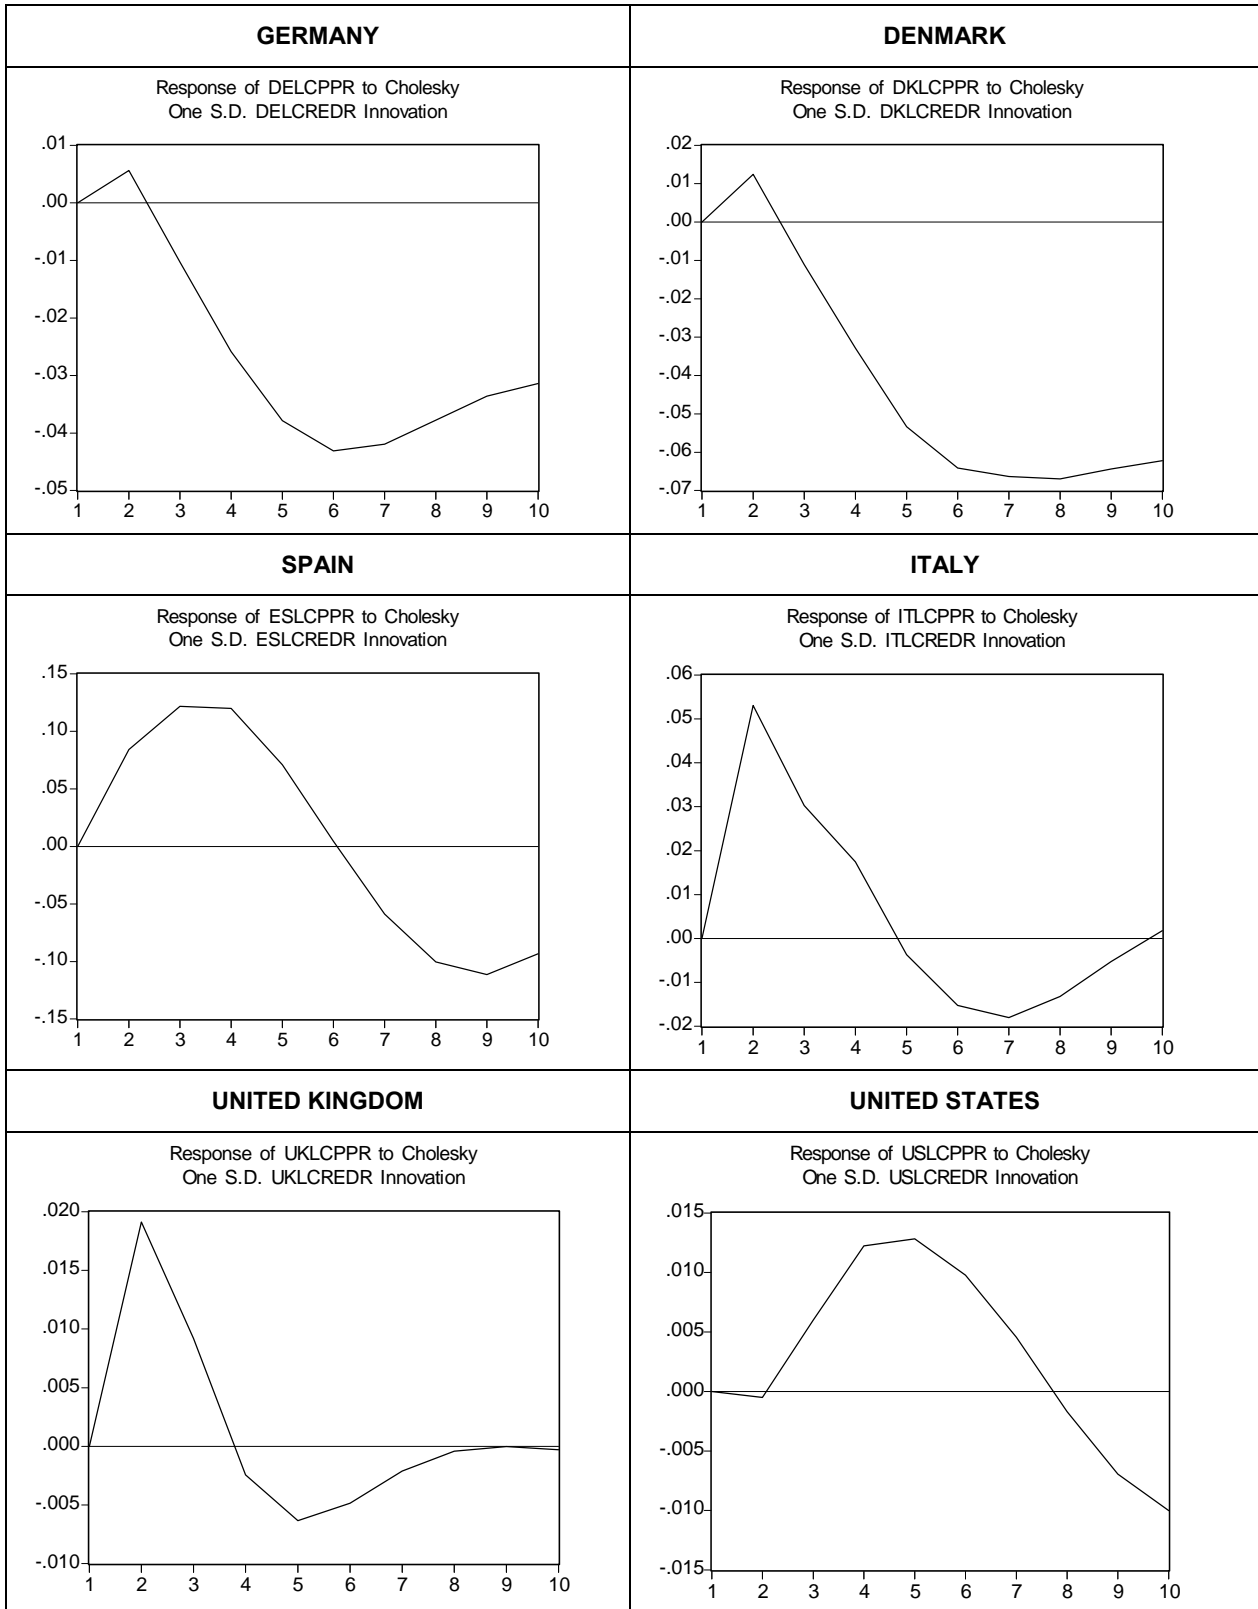 GERMANY
DENMARK
Response of DELCPPR to Cholesky
One S.D. DELCREDR Innovation
.01
.00
-.01
-.02
-.03
-.04
-.05
1 2 3 4 5 6 7 8 9 10
Response of DKLCPPR to Cholesky
One S.D. DKLCREDR Innovation
.02
.01
.00
-.01
-.02
-.03
-.04
-.05
-.06
-.07
1 2 3 4 5 6 7 8 9 10
SPAIN
ITALY
Response of ESLCPPR to Cholesky
One S.D. ESLCREDR Innovation
.15
.10
.05
.00
-.05
-.10
-.15
1 2 3 4 5 6 7 8 9 10
Response of ITLCPPR to Cholesky
One S.D. ITLCREDR Innovation
.06
.05
.04
.03
.02
.01
.00
-.01
-.02
1 2 3 4 5 6 7 8 9 10
UNITED KINGDOM
UNITED STATES
Response of UKLCPPR to Cholesky
One S.D. UKLCREDR Innovation
.020
.015
.010
.005
.000
-.005
-.010
1 2 3 4 5 6 7 8 9 10
Response of USLCPPR to Cholesky
One S.D. USLCREDR Innovation
.015
.010
.005
.000
-.005
-.010
-.015
1 2 3 4 5 6 7 8 9 10